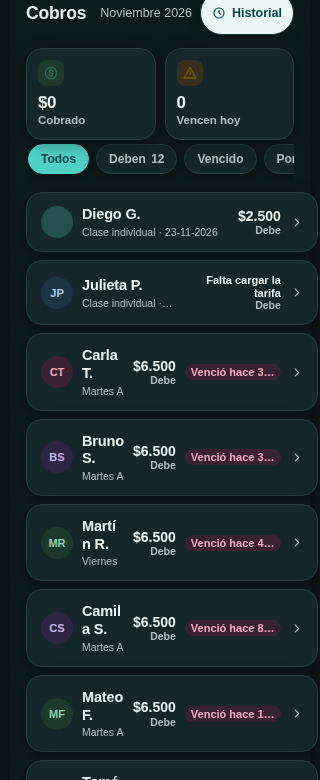 Cobros Noviembre 2026 Historial
$0
Cobrado
0
Vencen hoy
Todos Deben 12 Vencido Por
Diego G.
Clase individual · 23-11-2026
$2.500
Debe
JP
Julieta P.
Clase individual ·…
Falta cargar la
tarifa
Debe
CT
Carla
T.
Martes A
$6.500
Debe
Venció hace 3…
BS
Bruno
S.
Martes A
$6.500
Debe
Venció hace 3…
MR
Martí
n R.
Viernes
$6.500
Debe
Venció hace 4…
CS
Camil
a S.
Martes A
$6.500
Debe
Venció hace 8…
MF
Mateo
F.
Martes A
$6.500
Debe
Venció hace 1…